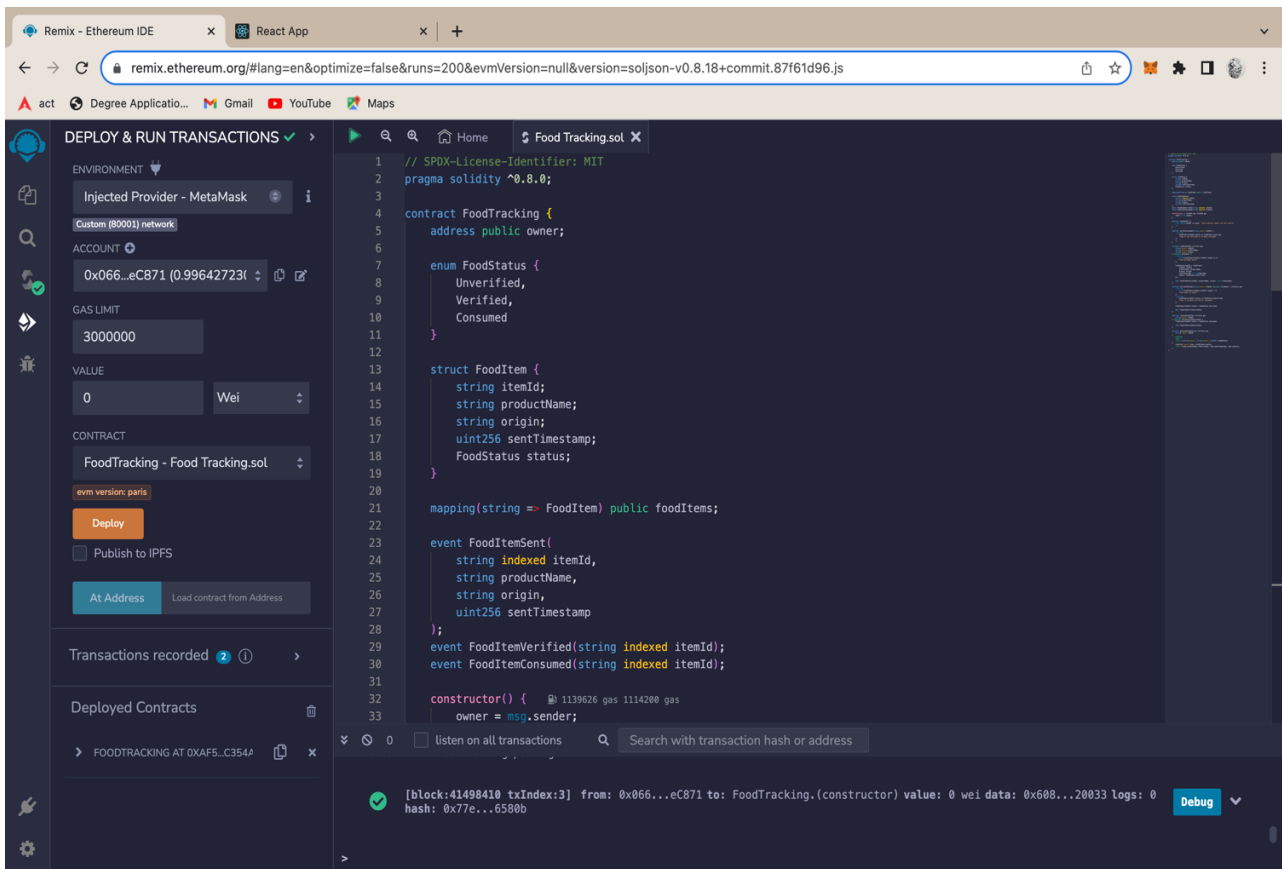 Remix - Ethereum IDE
React App
remix.ethereum.org/#lang=en&optimize=false&runs=200&evmVersion=null&version=soljson-v0.8.18+commit.87f61d96.js
act
Degree Applicatio...
Gmail
YouTube
Maps
DEPLOY & RUN TRANSACTIONS
ENVIRONMENT
Injected Provider - MetaMask
i
Custom (80001) network
ACCOUNT
0x066...eC871 (0.99642723(
GAS LIMIT
3000000
VALUE
0
Wei
CONTRACT
FoodTracking - Food Tracking.sol
evm version: paris
Deploy
Publish to IPFS
At Address
Load contract from Address
Transactions recorded 2 i
Deployed Contracts
FOODTRACKING AT 0XAF5...C354A
Home
Food Tracking.sol
1 // SPDX-License-Identifier: MIT
2 pragma solidity ^0.8.0;
3
4 contract FoodTracking {
5 address public owner;
6
7 enum FoodStatus {
8 Unverified,
9 Verified,
10 Consumed
11 }
12
13 struct FoodItem {
14 string itemId;
15 string productName;
16 string origin;
17 uint256 sentTimestamp;
18 FoodStatus status;
19 }
20
21 mapping(string => FoodItem) public foodItems;
22
23 event FoodItemSent(
24 string indexed itemId,
25 string productName,
26 string origin,
27 uint256 sentTimestamp
28 );
29 event FoodItemVerified(string indexed itemId);
30 event FoodItemConsumed(string indexed itemId);
31
32 constructor() { 1139626 gas 1114200 gas
33 owner = msg.sender;
0
listen on all transactions
Search with transaction hash or address
[block:41498410 txIndex:3] from: 0x066...eC871 to: FoodTracking.(constructor) value: 0 wei data: 0x608...20033 logs: 0
hash: 0x77e...6580b
Debug
>